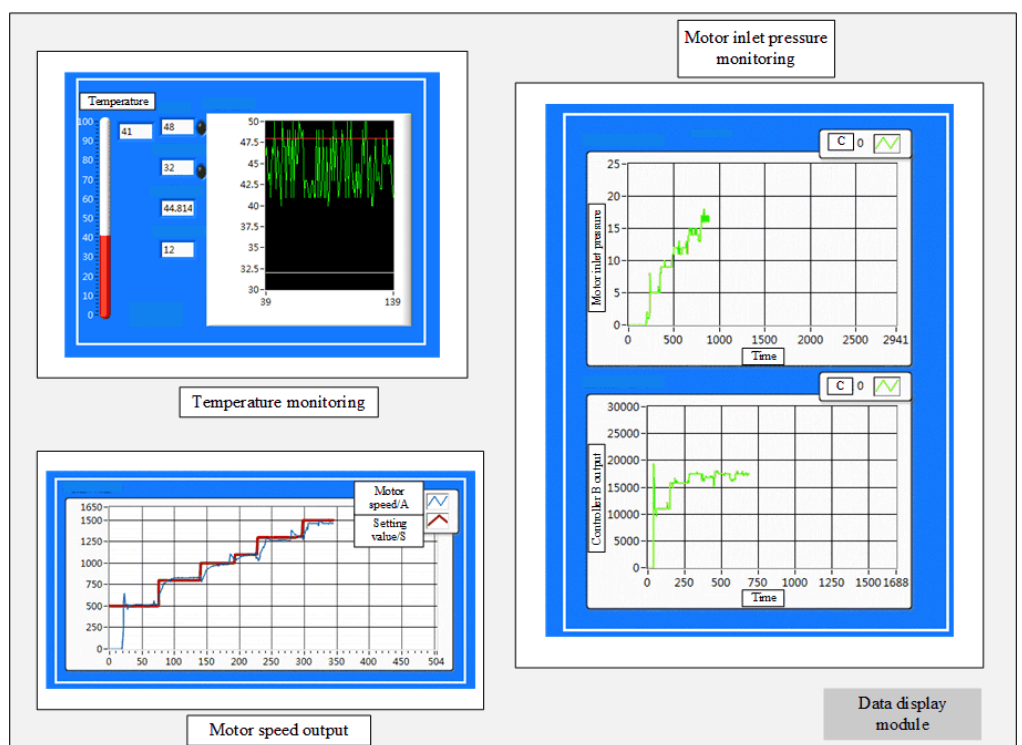 Motor inlet pressure
monitoring
Temperature
100
90
80
70
60
50
40
30
20
10
0
41
48
32
44.814
12
50
47.5
45
42.5
40
37.5
35
32.5
30
39 139
Temperature monitoring
C 0
25
20
15
10
5
0
Motor inlet pressure
0 500 1000 1500 2000 2500 2941
Time
C 0
30000
25000
20000
15000
10000
5000
0
Controller B output
0 250 500 750 1000 1250 1500 1688
Time
Motor
speed/A
Setting
value/S
1650
1500
1250
1000
750
500
250
0
0 50 100 150 200 250 300 350 400 450 504
Motor speed output
Data display
module